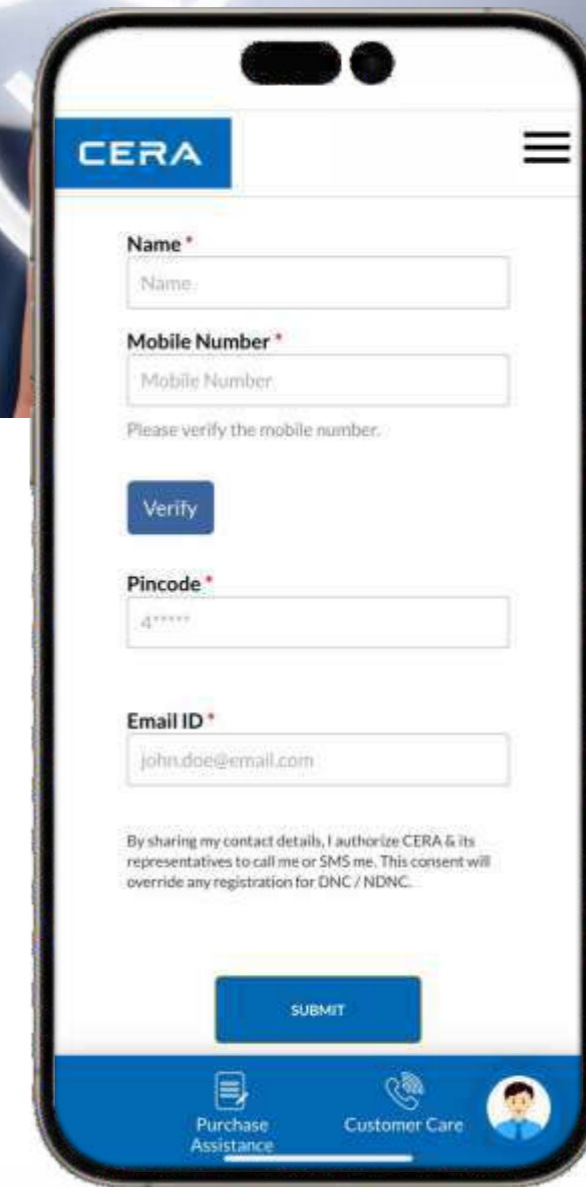 CERA
Name *
Name
Mobile Number *
Mobile Number
Please verify the mobile number.
Verify
Pincode *
4*****
Email ID *
john.doe@email.com
By sharing my contact details, I authorize CERA & its
representatives to call me or SMS me. This consent will
override any registration for DNC / NDNC.
SUBMIT
Purchase
Assistance
Customer Care